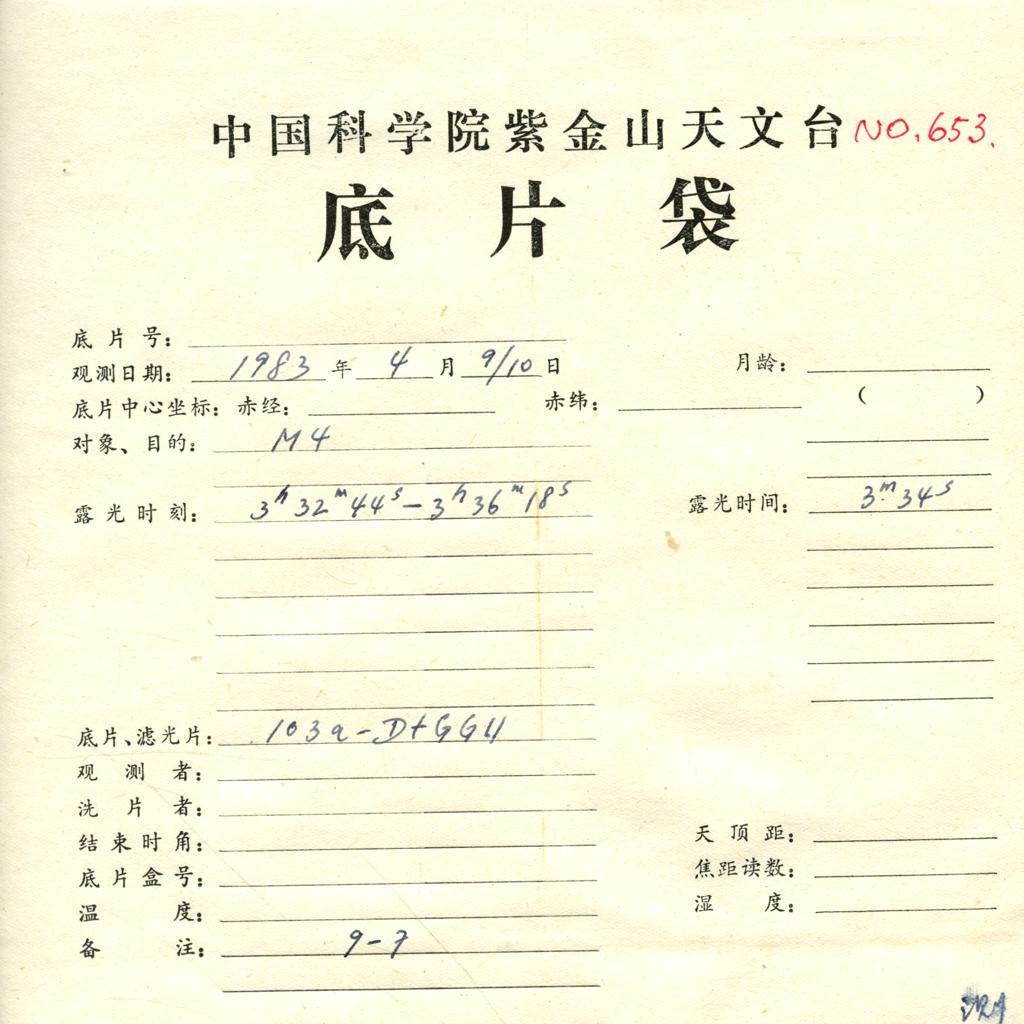 中国科学院紫金山天文台 NO.653.
底片袋
底片号：
观测日期： 1983 年 4 月 9/10 日 月龄：
底片中心坐标：赤经： 赤纬： （ ）
对象、目的： M4
露光时刻： 3h32m44s－3h36m18s 露光时间： 3m34s
底片、滤光片： 103a-D+GG11
观测者：
洗片者：
结束时角： 天顶距：
底片盒号： 焦距读数：
温度： 湿度：
备注： 9-7